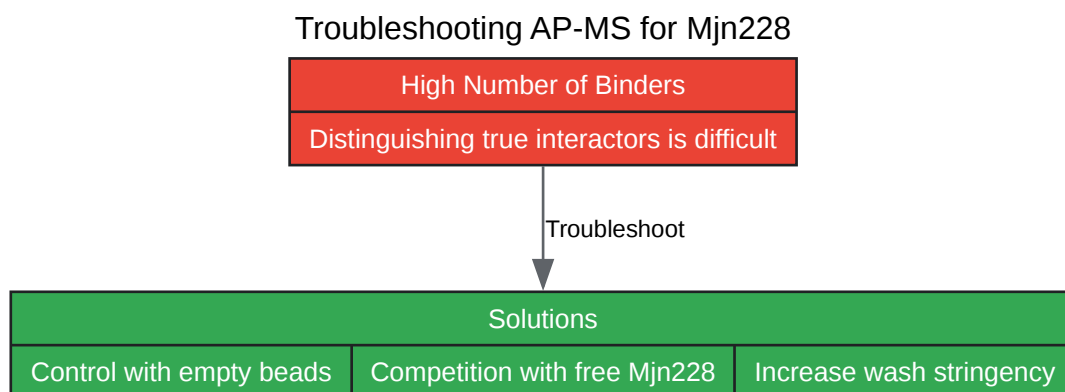 Troubleshooting AP-MS for Mjn228
High Number of Binders
Distinguishing true interactors is difficult
Troubleshoot
Solutions
Control with empty beads
Competition with free Mjn228
Increase wash stringency